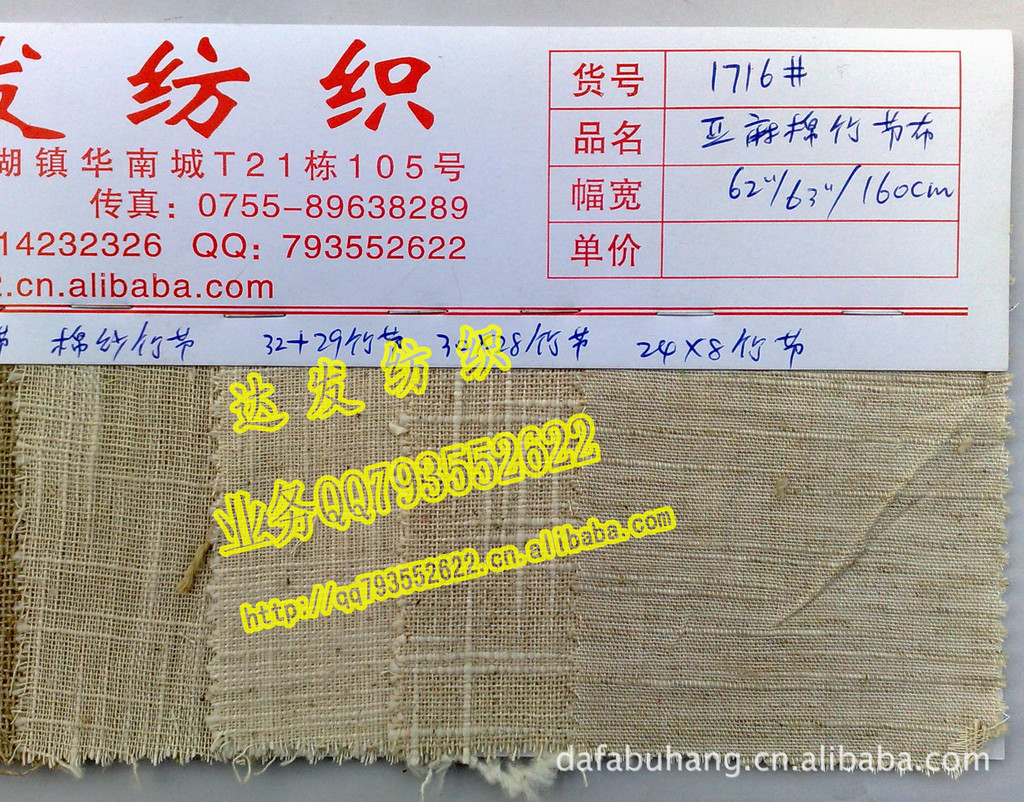 发纺织
湖镇华南城T21栋105号
传真：0755-89638289
14232326 QQ：793552622
2.cn.alibaba.com
货号 1716#
品名 亚麻棉竹节布
幅宽 62"/63"/160cm
单价
节 棉纱竹节 32+29竹节 28竹节 24×8竹节
达发纺织
业务QQ793552622
http://qq793552622.cn.alibaba.com
dafabuhang.cn.alibaba.com